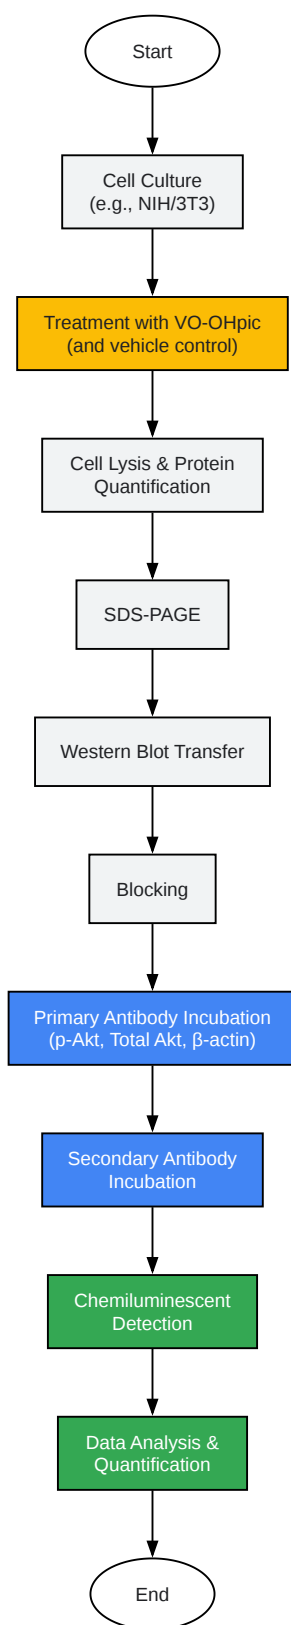 Start
Cell Culture
(e.g., NIH/3T3)
Treatment with VO-OHpic
(and vehicle control)
Cell Lysis & Protein
Quantification
SDS-PAGE
Western Blot Transfer
Blocking
Primary Antibody Incubation
(p-Akt, Total Akt, β-actin)
Secondary Antibody
Incubation
Chemiluminescent
Detection
Data Analysis &
Quantification
End